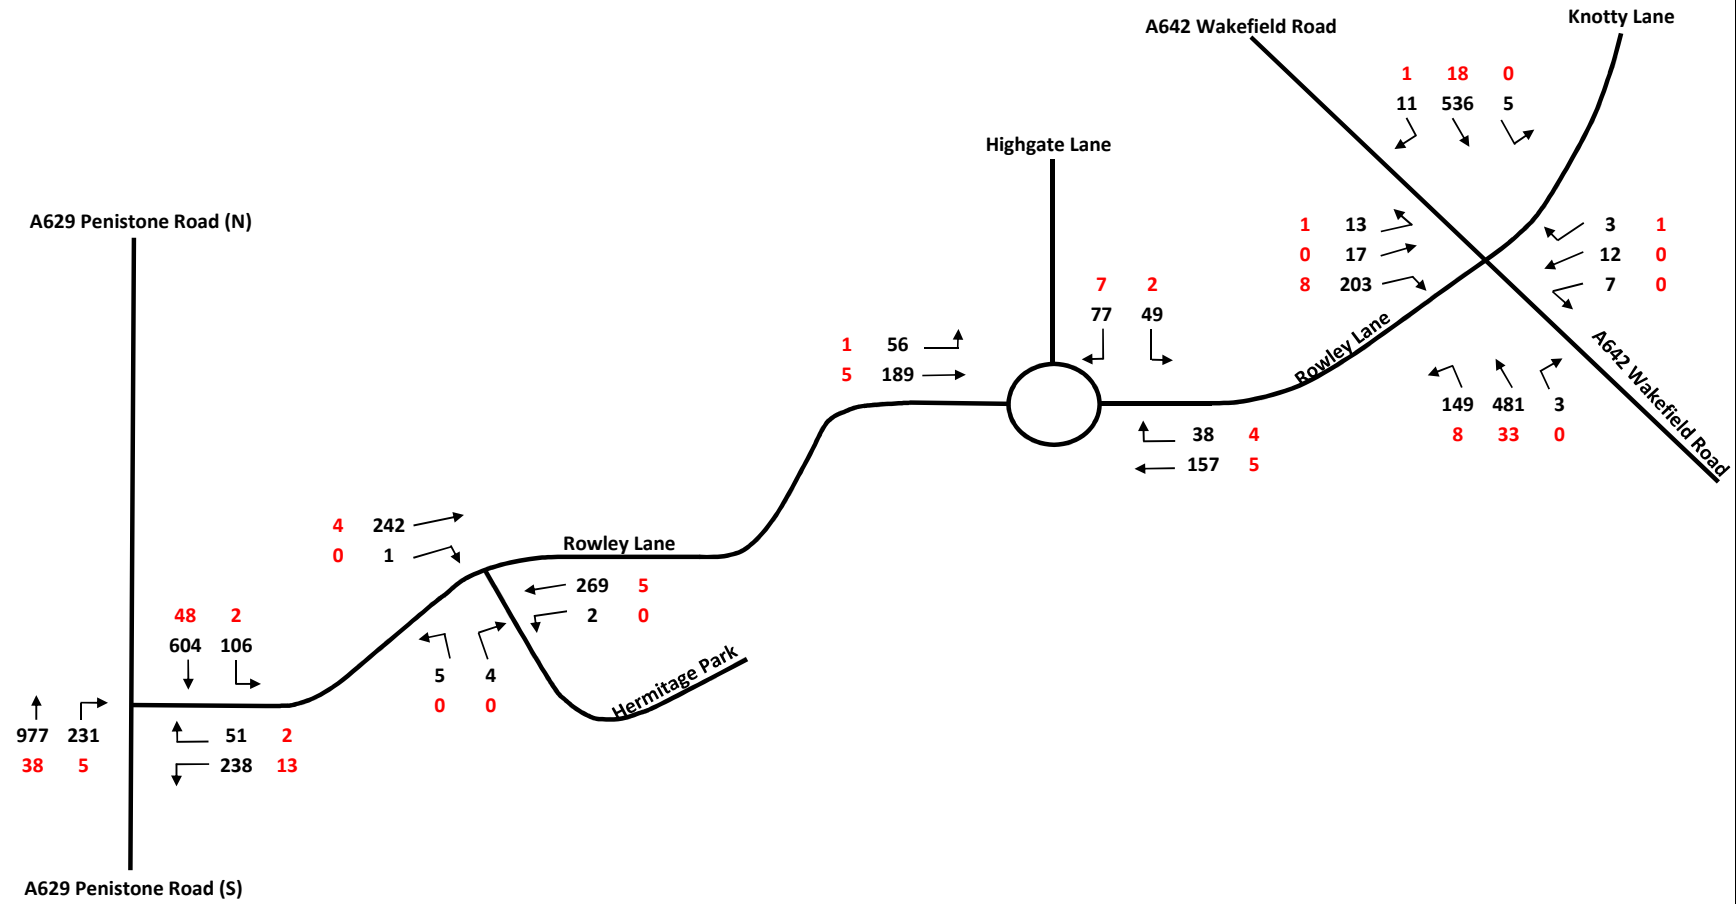 Knotty Lane
A642 Wakefield Road
1 18 0
11 536 5
Highgate Lane
A629 Penistone Road (N)
1 13
0 17
8 203
3 1
12 0
7 0
7 2
77 49
1 56
5 189
Rowley Lane
A642 Wakefield Road
149 481 3
8 33 0
38 4
157 5
4 242
0 1
Rowley Lane
269 5
2 0
48 2
604 106
5 4
0 0
Hermitage Park
977 231
38 5
51 2
238 13
A629 Penistone Road (S)